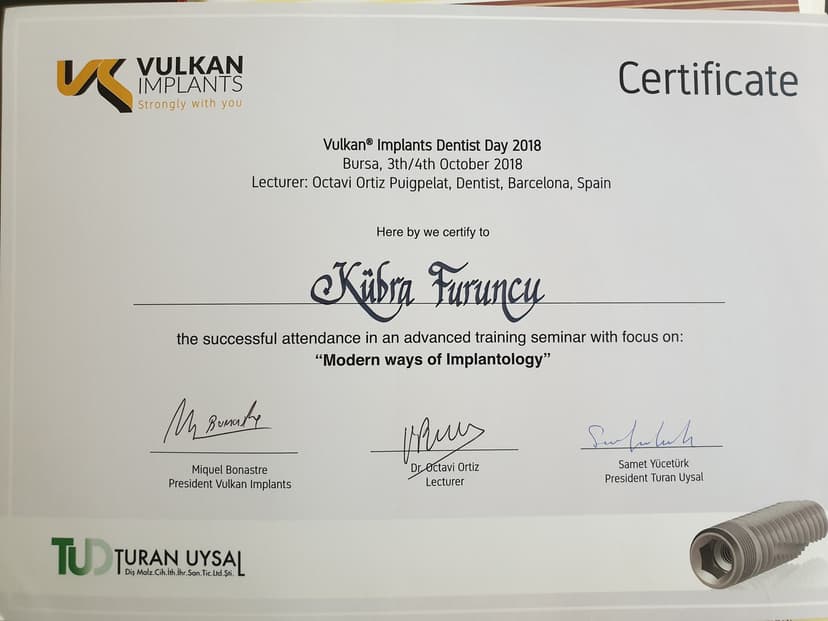 VULKAN
IMPLANTS
Strongly with you
Certificate
Vulkan® Implants Dentist Day 2018
Bursa, 3th/4th October 2018
Lecturer: Octavi Ortiz Puigpelat, Dentist, Barcelona, Spain
Here by we certify to
Kübra Furuncu
the successful attendance in an advanced training seminar with focus on:
“Modern ways of Implantology”
Miquel Bonastre
President Vulkan Implants
Dr. Octavi Ortiz
Lecturer
Samet Yücetürk
President Turan Uysal
TUD TURAN UYSAL
Diş Malz.Cih.İth.İhr.San.Tic.Ltd.Şti.